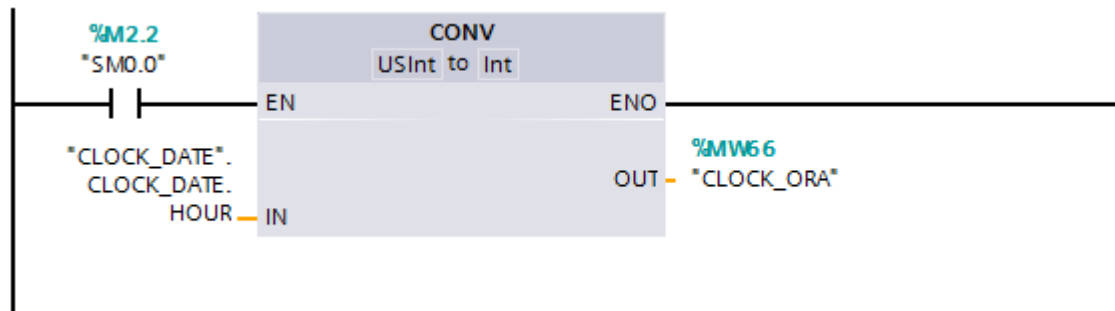 %M2.2
"SM0.0"
CONV
USInt to Int
EN
ENO
"CLOCK_DATE".
CLOCK_DATE.
HOUR
IN
%MW66
"CLOCK_ORA"
OUT